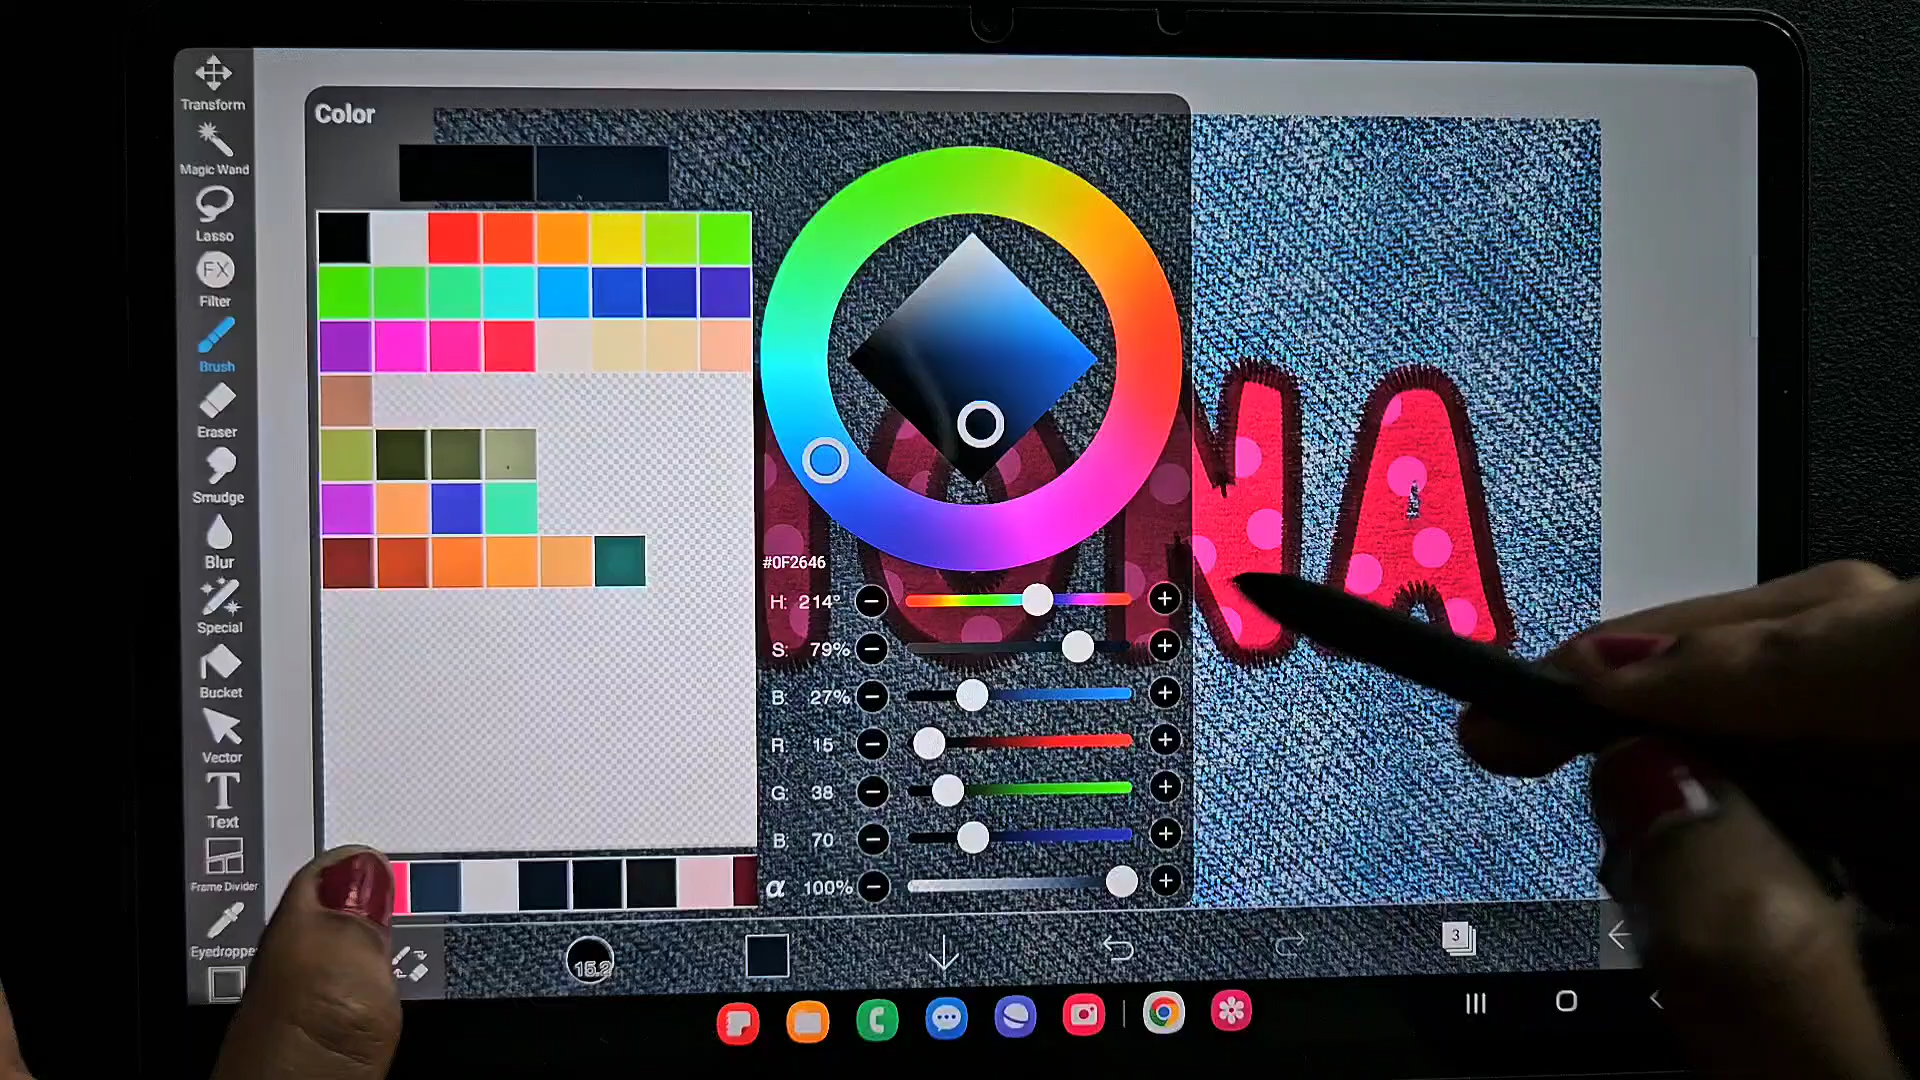 Transform
Magic Wand
Lasso
FX
Filter
Brush
Eraser
Smudge
Blur
Special
Bucket
Vector
T
Text
Frame Divider
Eyedropper
Color
#0F2646
H: 214°
S: 79%
B: 27%
R: 15
G: 38
B: 70
α 100%
NA
15.2
3